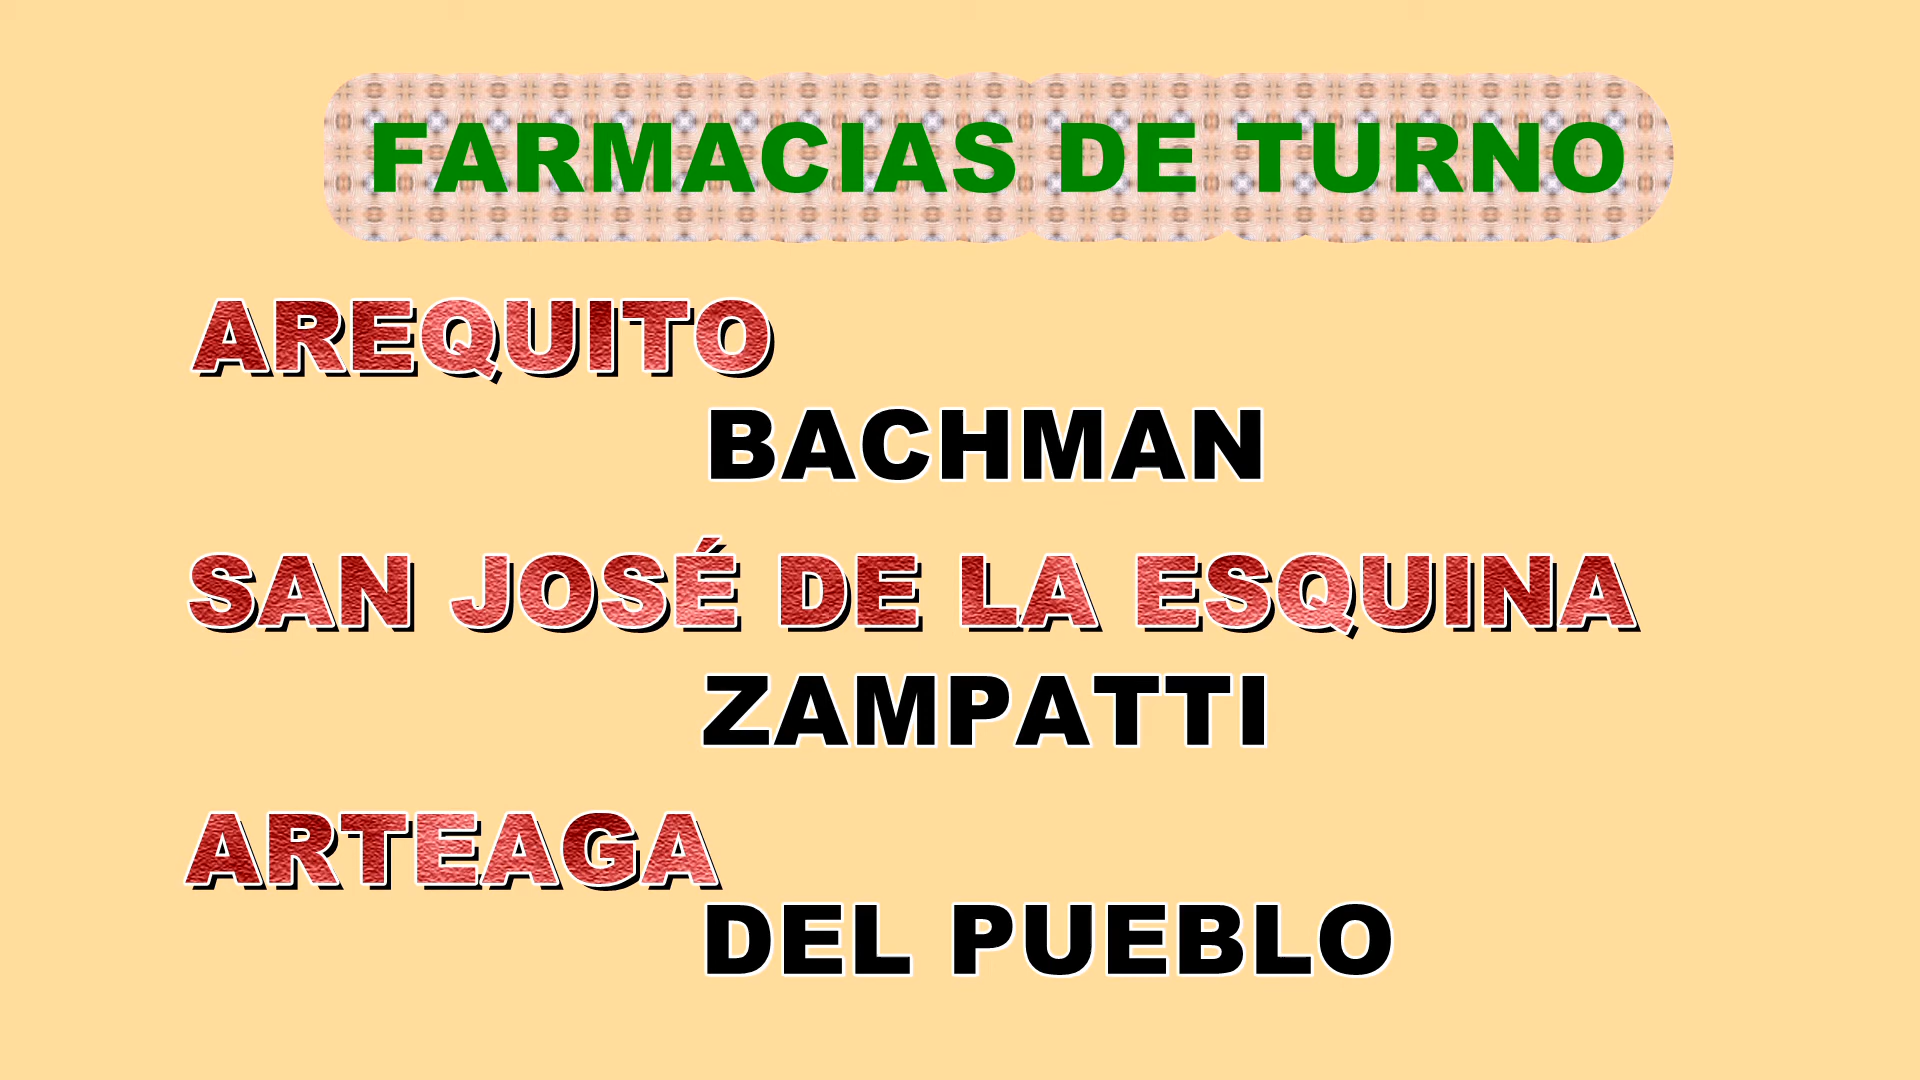 FARMACIAS DE TURNO
AREQUITO
BACHMAN
SAN JOSÉ DE LA ESQUINA
ZAMPATTI
ARTEAGA
DEL PUEBLO